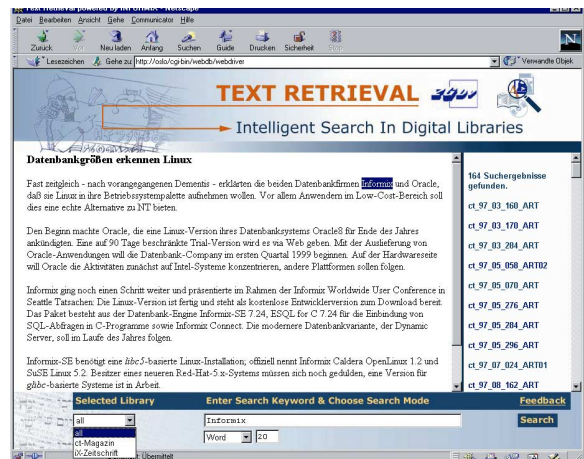 Text Retrieval powered by INFORMIX - Netscape
Datei Bearbeiten Ansicht Gehe Communicator Hilfe
Zurück Vor Neu laden Anfang Suchen Guide Drucken Sicherheit Stop
N
Lesezeichen Gehe zu: http://oslo/cgi-bin/webdb/webdriver Verwandte Objek
TEXT RETRIEVAL
Intelligent Search In Digital Libraries
Datenbankgrößen erkennen Linux
Fast zeitgleich - nach vorangegangenen Dementis - erklärten die beiden Datenbankfirmen Informix und Oracle,
daß sie Linux in ihre Betriebssystempalette aufnehmen wollen. Vor allem Anwendern im Low-Cost-Bereich soll
dies eine echte Alternative zu NT bieten.
Den Beginn machte Oracle, die eine Linux-Version ihres Datenbanksystems Oracle8 für Ende des Jahres
ankündigten. Eine auf 90 Tage beschränkte Trial-Version wird es via Web geben. Mit der Auslieferung von
Oracle-Anwendungen will die Datenbank-Company im ersten Quartal 1999 beginnen. Auf der Hardwareseite
will Oracle die Aktivitäten zunächst auf Intel-Systeme konzentrieren, andere Plattformen sollen folgen.
Informix ging noch einen Schritt weiter und präsentierte im Rahmen der Informix Worldwide User Conference in
Seattle Tatsachen: Die Linux-Version ist fertig und steht als kostenlose Entwicklerversion zum Download bereit.
Das Paket besteht aus der Datenbank-Engine Informix-SE 7.24, ESQL for C 7.24 für die Einbindung von
SQL-Abfragen in C-Programme sowie Informix Connect. Die modernere Datenbankvariante, der Dynamic
Server, soll im Laufe des Jahres folgen.
Informix-SE benötigt eine libc5-basierte Linux-Installation; offiziell nennt Informix Caldera OpenLinux 1.2 und
SuSE Linux 5.2. Besitzer eines neueren Red-Hat-5.x-Systems müssen sich noch gedulden, eine Version für
glibc-basierte Systeme ist in Arbeit.
164 Suchergebnisse
gefunden.
ct_97_03_160_ART
ct_97_03_170_ART
ct_97_03_284_ART
ct_97_05_058_ART02
ct_97_05_070_ART
ct_97_05_276_ART
ct_97_05_284_ART
ct_97_05_296_ART
ct_97_07_024_ART01
ct_97_08_162_ART
Selected Library Enter Search Keyword & Choose Search Mode Feedback
all Informix Search
all Word 20
ct-Magazin
iX-Zeitschrift
Übermittelt